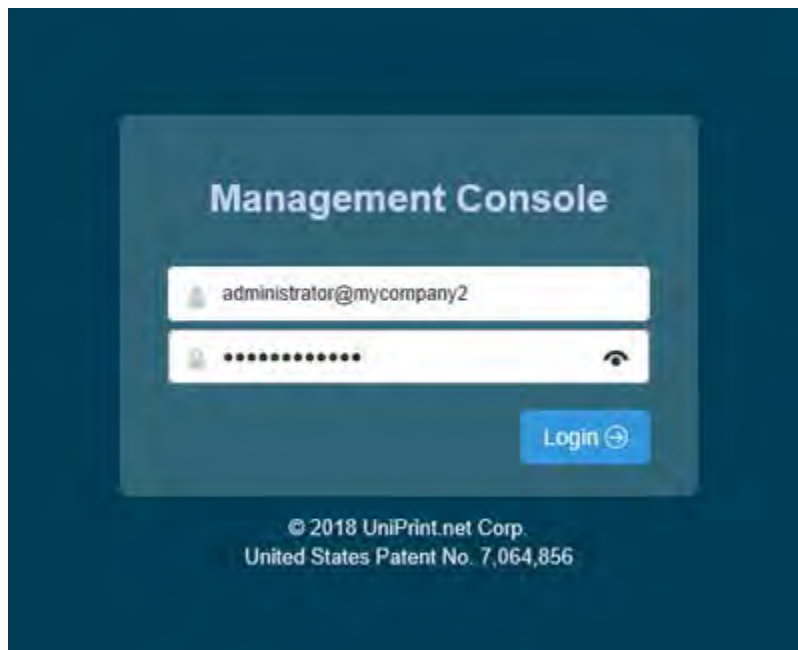 Management Console
administrator@mycompany2
••••••••••••
Login
© 2018 UniPrint.net Corp.
United States Patent No. 7,064,856